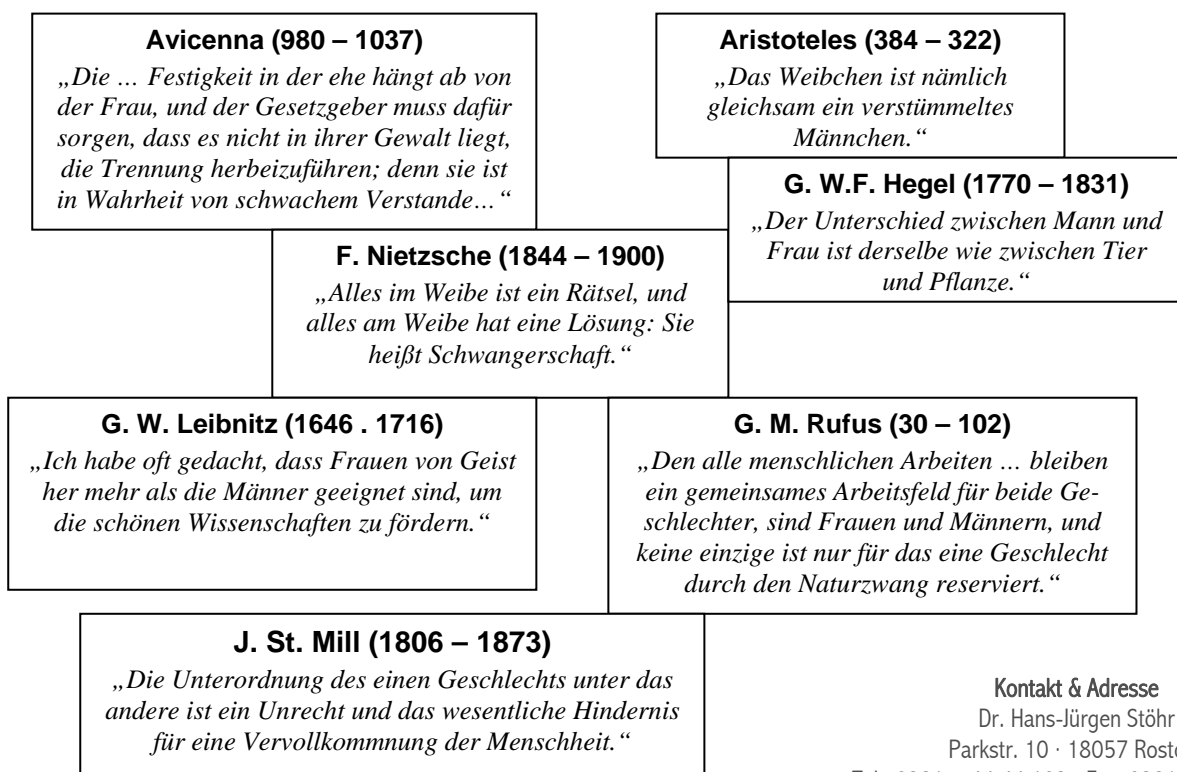 Avicenna (980 – 1037)
„Die … Festigkeit in der ehe hängt ab von
der Frau, und der Gesetzgeber muss dafür
sorgen, dass es nicht in ihrer Gewalt liegt,
die Trennung herbeizuführen; denn sie ist
in Wahrheit von schwachem Verstande…“
Aristoteles (384 – 322)
„Das Weibchen ist nämlich
gleichsam ein verstümmeltes
Männchen.“
G. W.F. Hegel (1770 – 1831)
„Der Unterschied zwischen Mann und
Frau ist derselbe wie zwischen Tier
und Pflanze.“
F. Nietzsche (1844 – 1900)
„Alles im Weibe ist ein Rätsel, und
alles am Weibe hat eine Lösung: Sie
heißt Schwangerschaft.“
G. W. Leibnitz (1646 . 1716)
„Ich habe oft gedacht, dass Frauen von Geist
her mehr als die Männer geeignet sind, um
die schönen Wissenschaften zu fördern.“
G. M. Rufus (30 – 102)
„Den alle menschlichen Arbeiten … bleiben
ein gemeinsames Arbeitsfeld für beide Ge-
schlechter, sind Frauen und Männern, und
keine einzige ist nur für das eine Geschlecht
durch den Naturzwang reserviert.“
J. St. Mill (1806 – 1873)
„Die Unterordnung des einen Geschlechts unter das
andere ist ein Unrecht und das wesentliche Hindernis
für eine Vervollkommnung der Menschheit.“
Kontakt & Adresse
Dr. Hans-Jürgen Stöhr
Parkstr. 10 · 18057